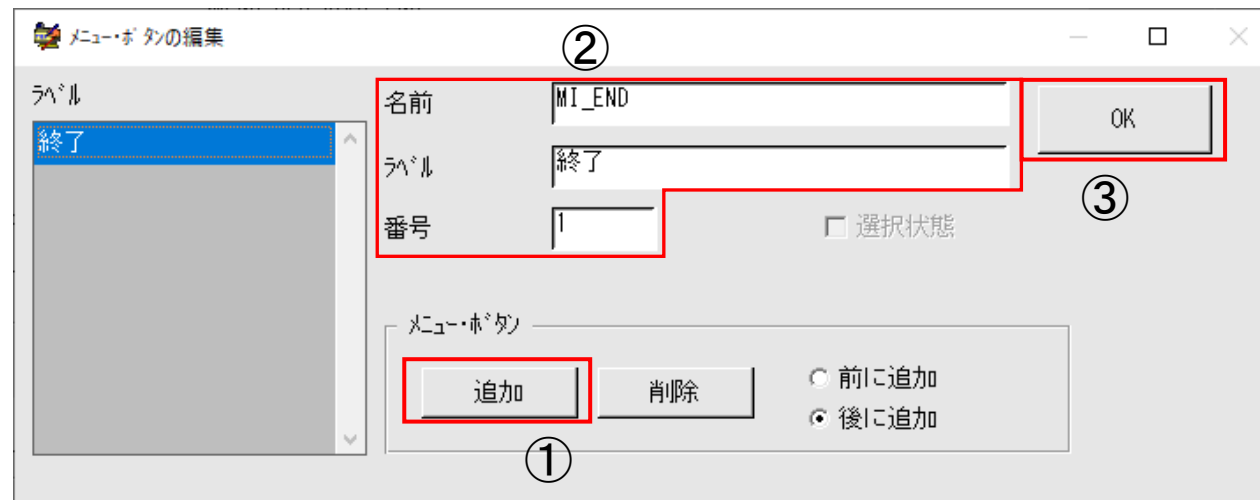 ﾒﾆｭｰ･ﾎﾞﾀﾝの編集
②
ﾗﾍﾞﾙ
終了
名前
MI_END
OK
ﾗﾍﾞﾙ
終了
③
番号
1
選択状態
ﾒﾆｭｰ･ﾎﾞﾀﾝ
追加
削除
前に追加
後に追加
①